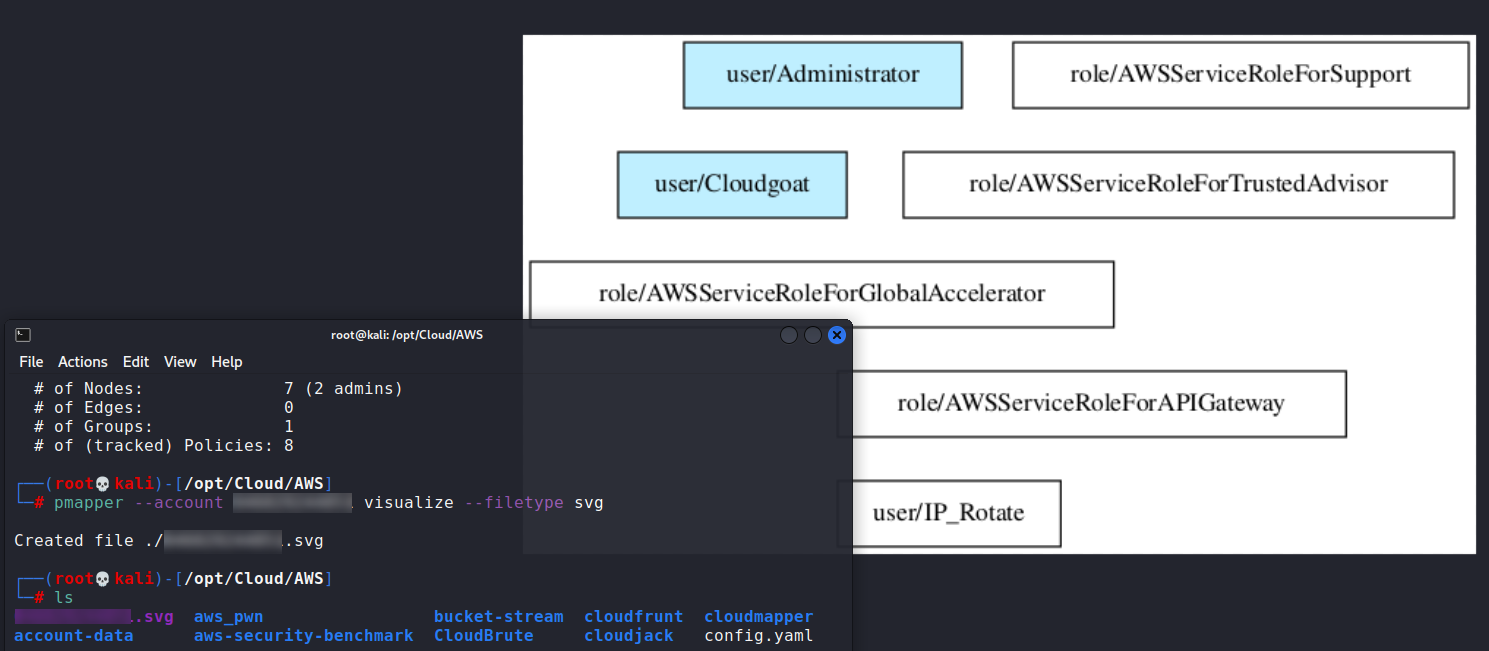 user/Administrator
role/AWSServiceRoleForSupport
user/Cloudgoat
role/AWSServiceRoleForTrustedAdvisor
role/AWSServiceRoleForGlobalAccelerator
role/AWSServiceRoleForAPIGateway
user/IP_Rotate
root@kali: /opt/Cloud/AWS
File Actions Edit View Help
# of Nodes: 7 (2 admins)
# of Edges: 0
# of Groups: 1
# of (tracked) Policies: 8
(root💀kali)-[/opt/Cloud/AWS]
# pmapper --account visualize --filetype svg
Created file ./ .svg
(root💀kali)-[/opt/Cloud/AWS]
# ls
.svg aws_pwn bucket-stream cloudfrunt cloudmapper
account-data aws-security-benchmark CloudBrute cloudjack config.yaml